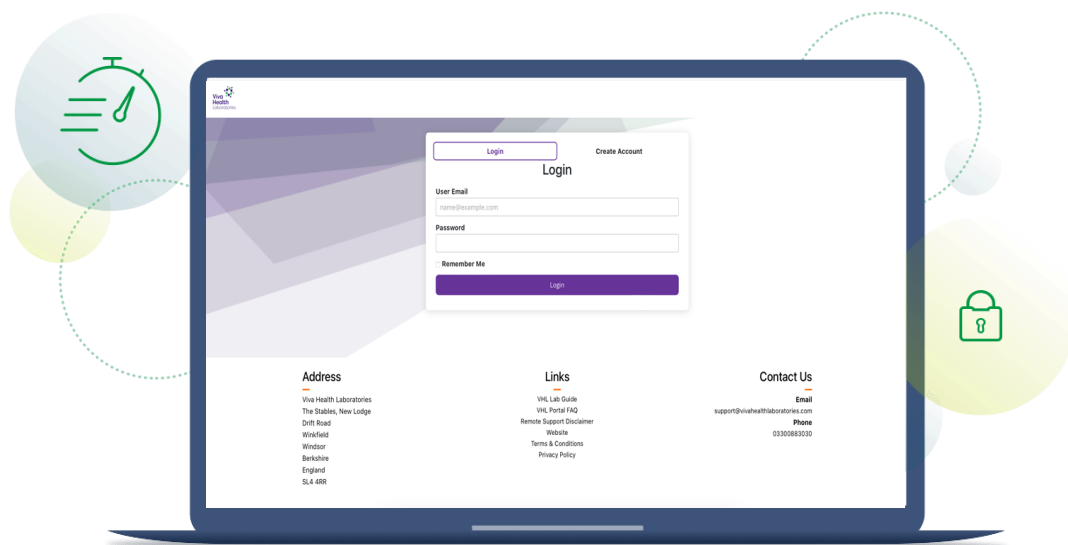 Viva
Health
Laboratories
Login
Create Account
Login
User Email
name@example.com
Password
Remember Me
Login
Address
Viva Health Laboratories
The Stables, New Lodge
Drift Road
Winkfield
Windsor
Berkshire
England
SL4 4RR
Links
VHL Lab Guide
VHL Portal FAQ
Remote Support Disclaimer
Website
Terms & Conditions
Privacy Policy
Contact Us
Email
support@vivahealthlaboratories.com
Phone
03300883030